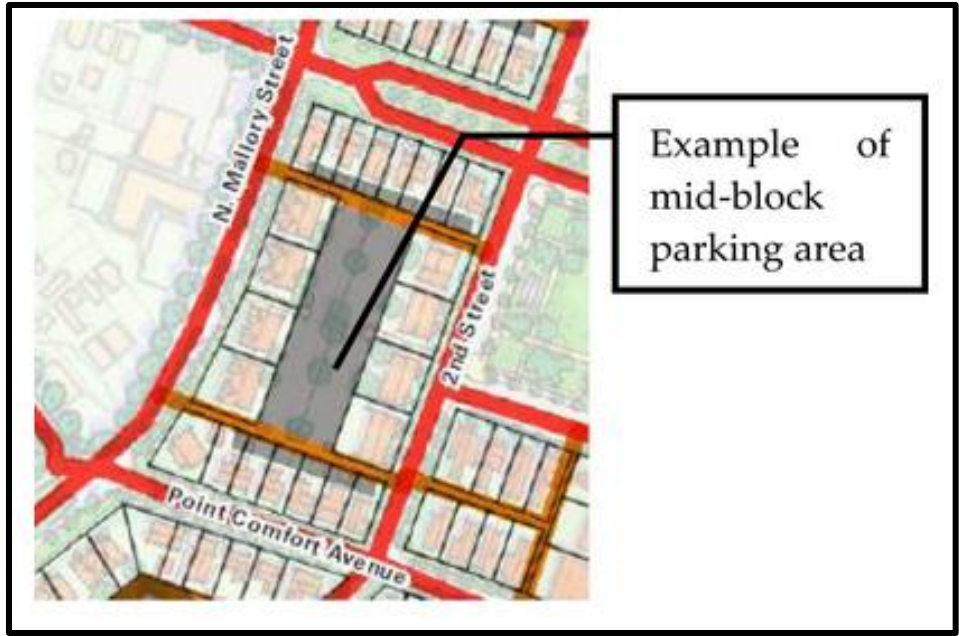 N. Mallory Street
Example of
mid-block
parking area
2nd Street
Point Comfort Avenue